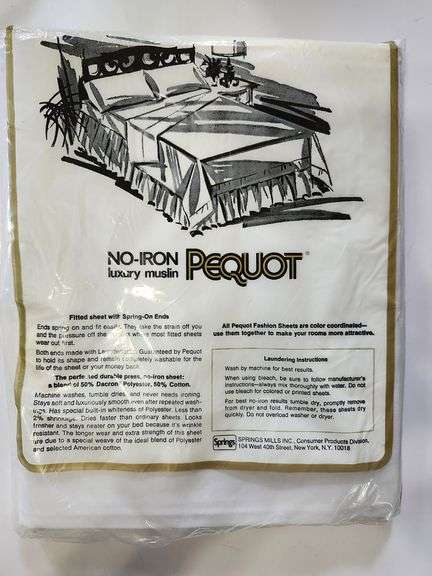 NO-IRON PEQUOT®
luxury muslin
Fitted sheet with Spring-On Ends
Ends spring on and fit easily. They take the strain off you
and the pressure off the where most fitted sheets
wear out first.
Both ends made with Guaranteed by Pequot
to hold its shape and remain completely washable for the
life of the sheet or your money back.
The perfected durable press, no-iron sheet:
a blend of 50% Dacron Polyester, 50% Cotton.
Machine washes, tumble dries, and never needs ironing.
Stays soft and luxuriously smooth even after repeated wash-
ings. Has special built-in whiteness of Polyester. Less than
2% shrinkage. Dries faster than ordinary sheets. Looks
fresher and stays neater on your bed because it's wrinkle
resistant. The longer wear and extra strength of this sheet
are due to a special weave of the ideal blend of Polyester
and selected American cotton.
All Pequot Fashion Sheets are color coordinated—
use them together to make your rooms more attractive.
Laundering Instructions
Wash by machine for best results.
When using bleach, be sure to follow manufacturer's
instructions—always mix thoroughly with water. Do not
use bleach for colored or printed sheets.
For best no-iron results tumble dry, promptly remove
from dryer and fold. Remember, these sheets dry
quickly. Do not overload washer or dryer.
Springs
SPRINGS MILLS INC., Consumer Products Division,
104 West 40th Street, New York, N.Y. 10018